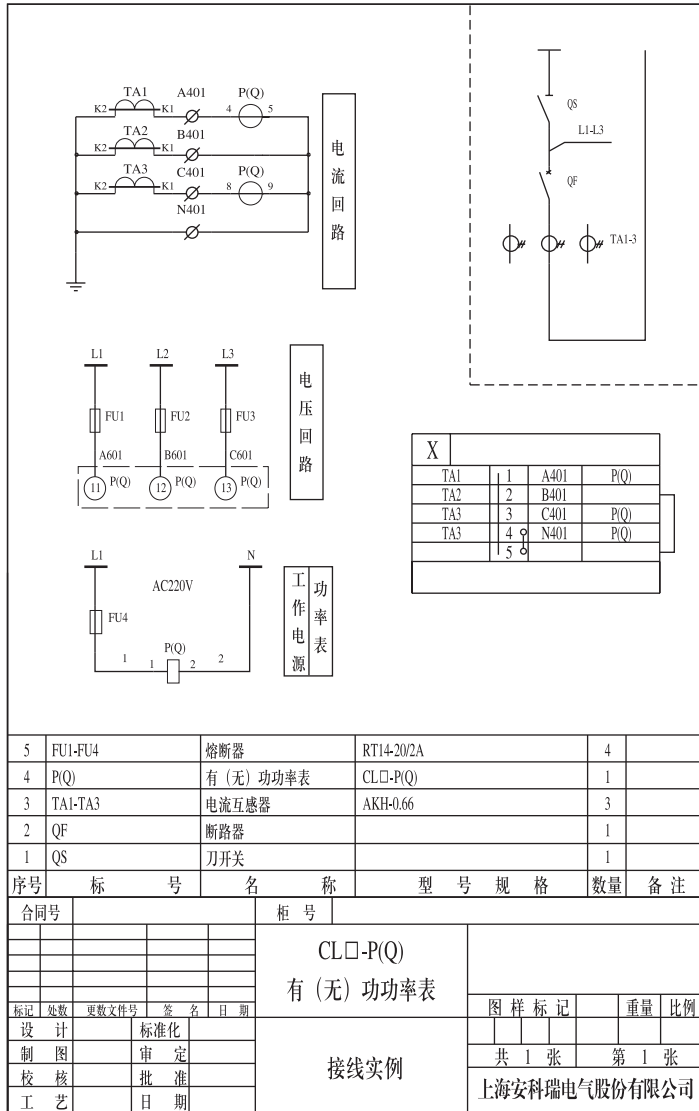 TA1 A401 P(Q)
K2 K1 4 5
TA2 B401
K2 K1
TA3 C401 P(Q)
K2 K1 8 9
N401
电流回路
QS
L1-L3
QF
TA1-3
L1 L2 L3
FU1 FU2 FU3
A601 B601 C601
11 P(Q) 12 P(Q) 13 P(Q)
电压回路
L1 N
AC220V
FU4
P(Q)
1 1 2 2
功率表
工作电源
X
TA1 1 A401 P(Q)
TA2 2 B401
TA3 3 C401 P(Q)
TA3 4 N401 P(Q)
5
5 FU1-FU4 熔断器 RT14-20/2A 4
4 P(Q) 有（无）功功率表 CL□-P(Q) 1
3 TA1-TA3 电流互感器 AKH-0.66 3
2 QF 断路器 1
1 QS 刀开关 1
序号 标 号 名 称 型 号 规 格 数量 备 注
合同号 柜 号
CL□-P(Q)
有（无）功功率表
标记 处数 更数文件号 签 名 日 期
图 样 标 记 重量 比例
设 计 标准化
制 图 审 定
校 核 批 准
工 艺 日 期
接线实例
共 1 张 第 1 张
上海安科瑞电气股份有限公司